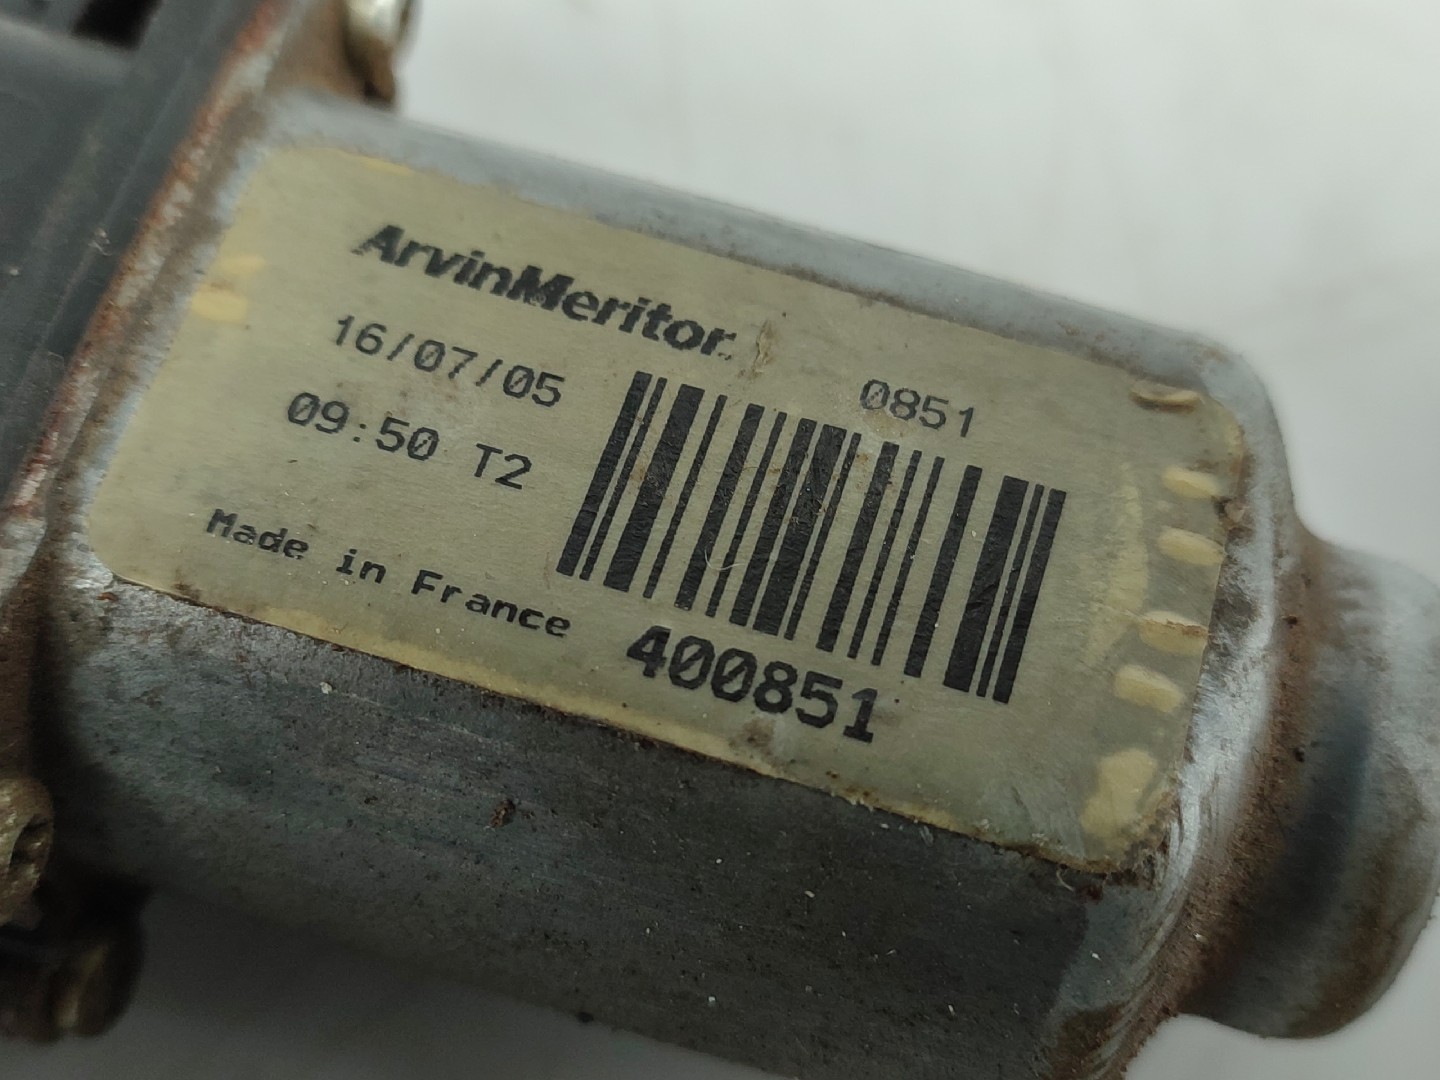 ArvinMeritor
16/07/05 0851
09:50 T2
Made in France 400851